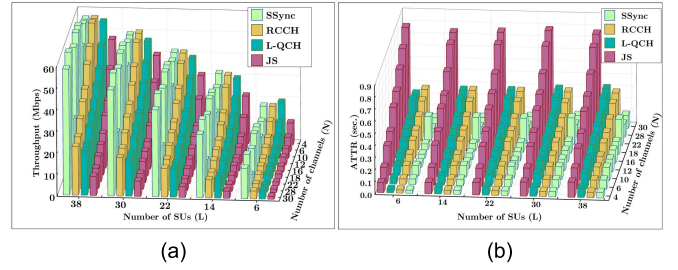 SSync
RCCH
L-QCH
JS
Throughput (Mbps)
60
50
40
30
20
10
0
38
30
22
14
6
Number of SUs (L)
4
6
10
12
16
18
22
28
30
Number of channels (N)
(a)
SSync
RCCH
L-QCH
JS
ATTR (sec.)
0.9
0.8
0.7
0.6
0.5
0.4
0.3
0.2
0.1
0.0
6
14
22
30
38
Number of SUs (L)
30
28
22
18
16
12
10
6
4
Number of channels (N)
(b)